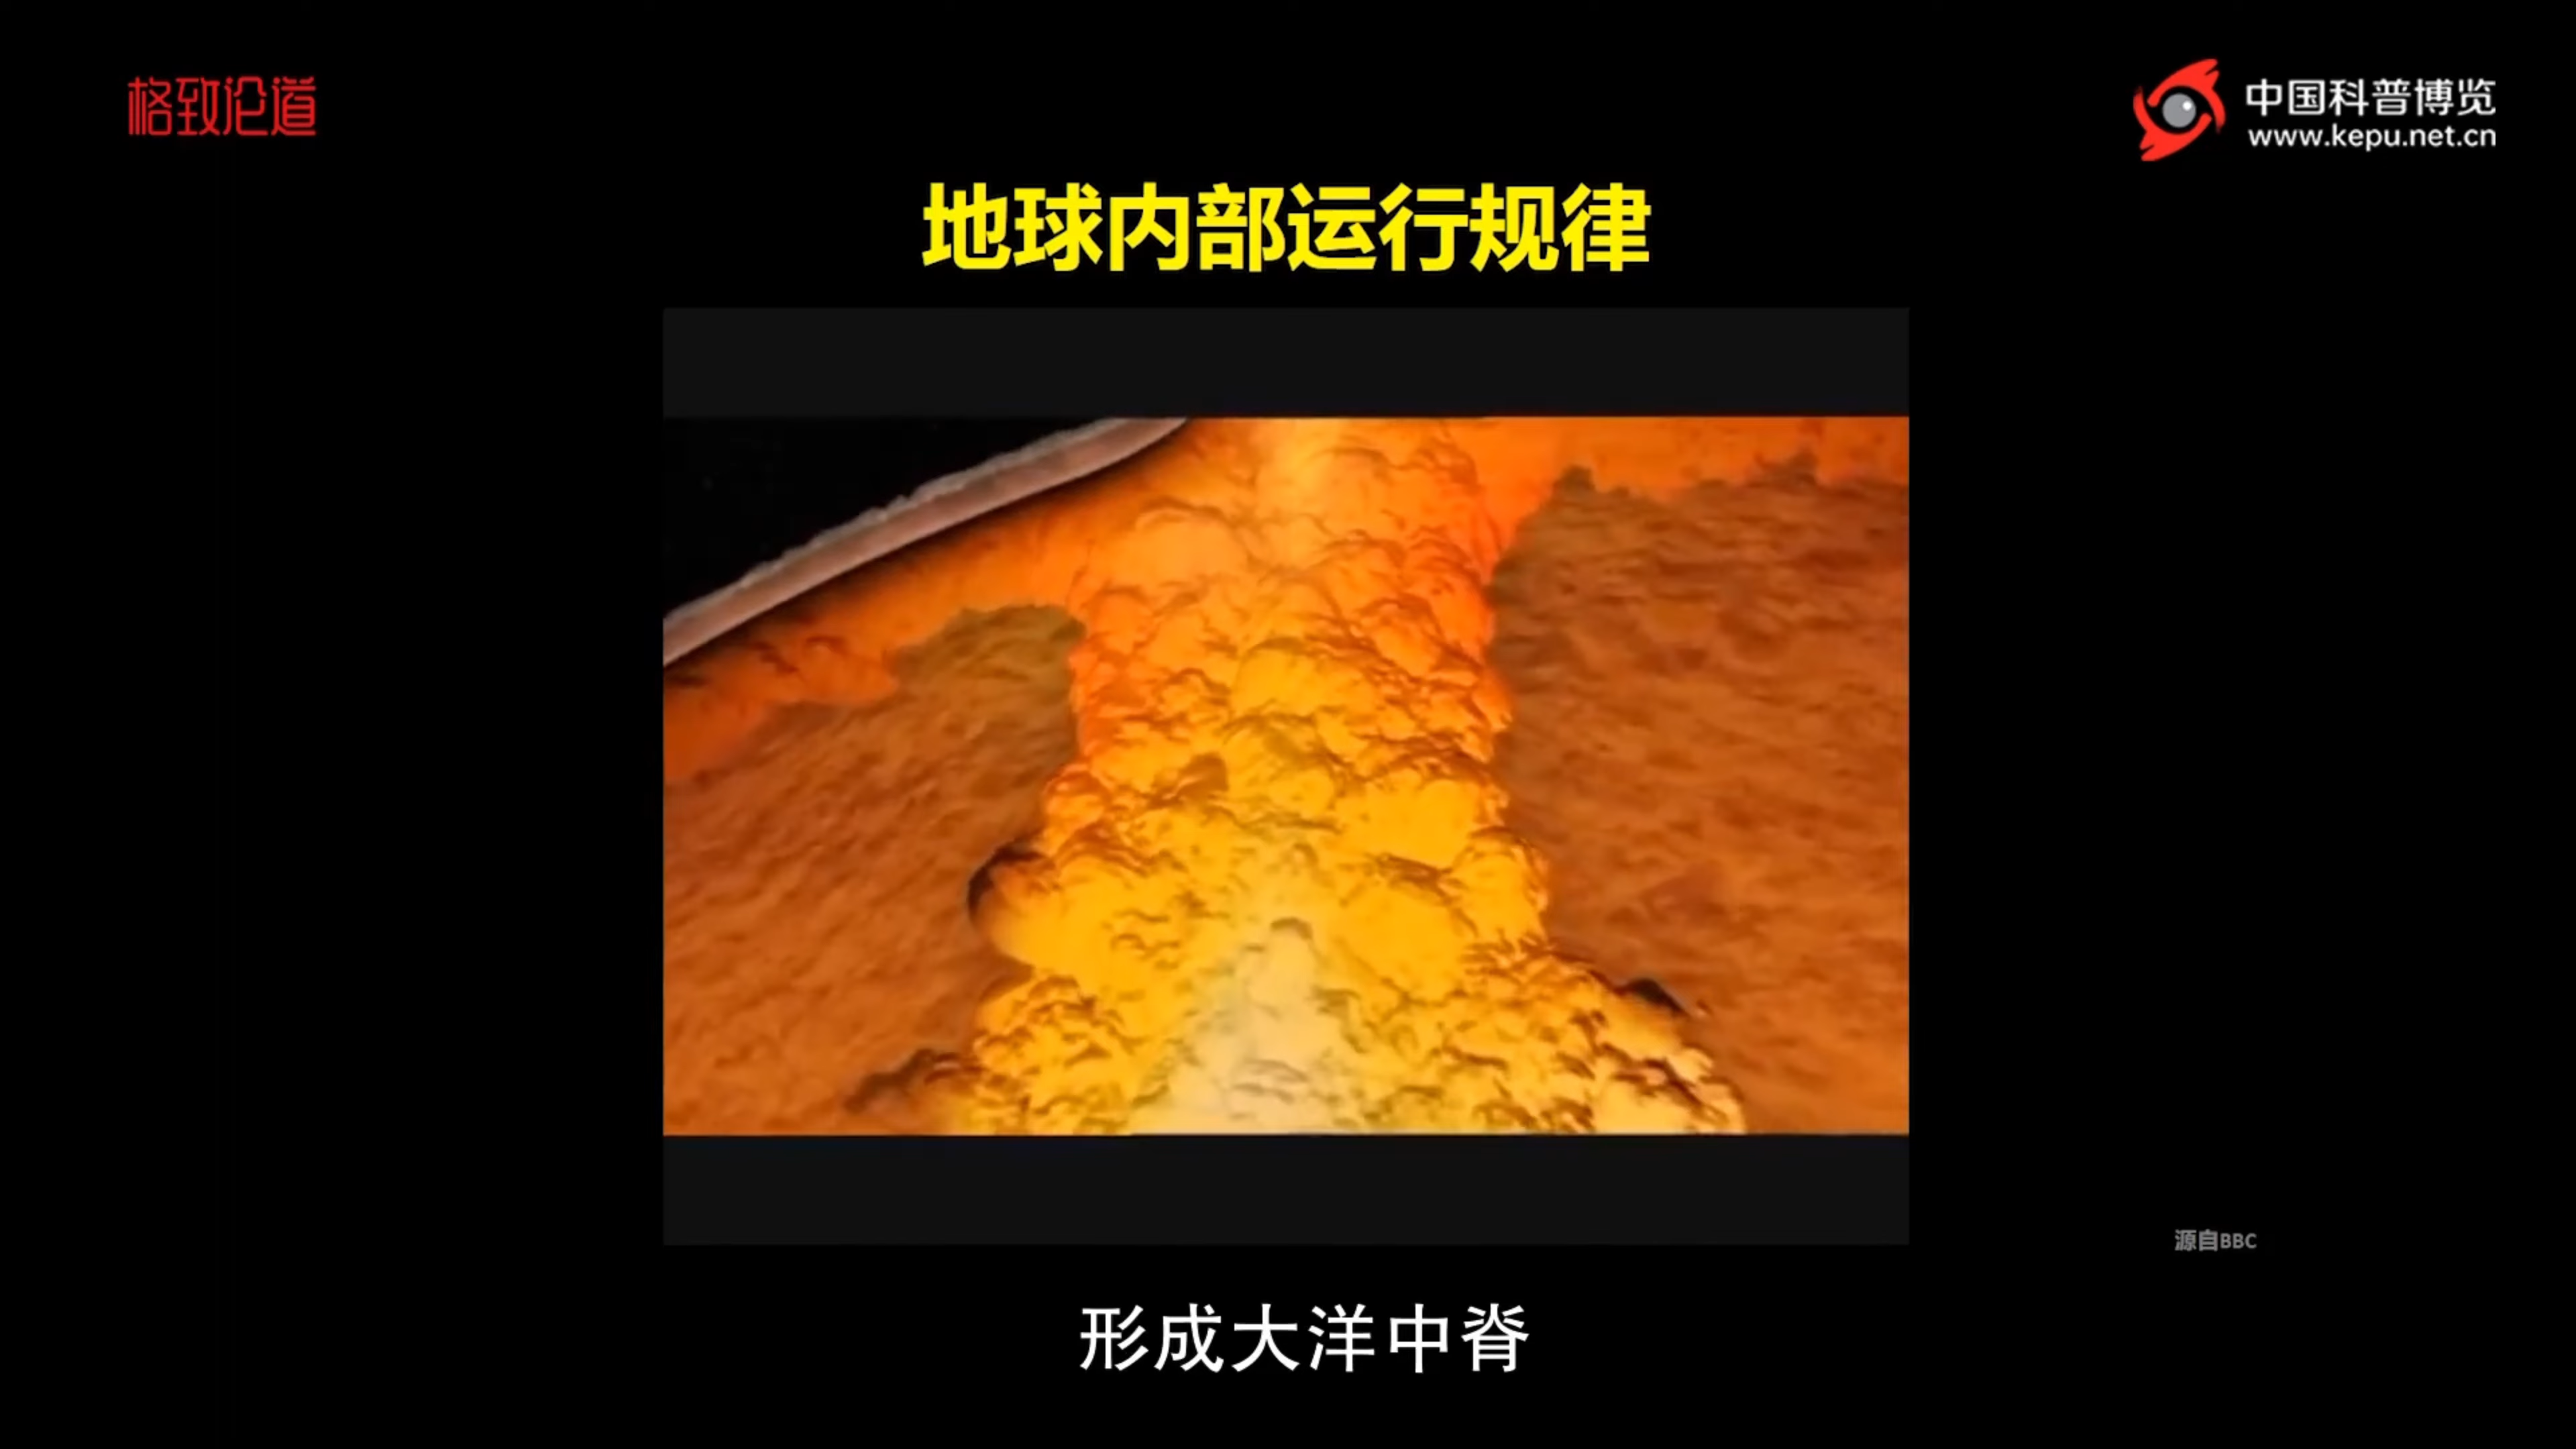 格致论道
中国科普博览
www.kepu.net.cn
地球内部运行规律
源自BBC
形成大洋中脊